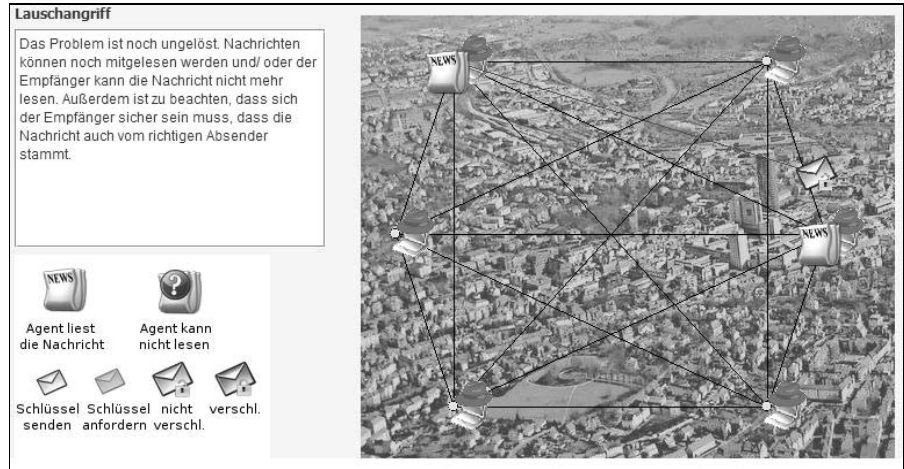 Lauschangriff
Das Problem ist noch ungelöst. Nachrichten
können noch mitgelesen werden und/ oder der
Empfänger kann die Nachricht nicht mehr
lesen. Außerdem ist zu beachten, dass sich
der Empfänger sicher sein muss, dass die
Nachricht auch vom richtigen Absender
stammt.
NEWS
NEWS
NEWS
Agent liest
die Nachricht
Agent kann
nicht lesen
Schlüssel
senden
Schlüssel
anfordern
nicht
verschl.
verschl.